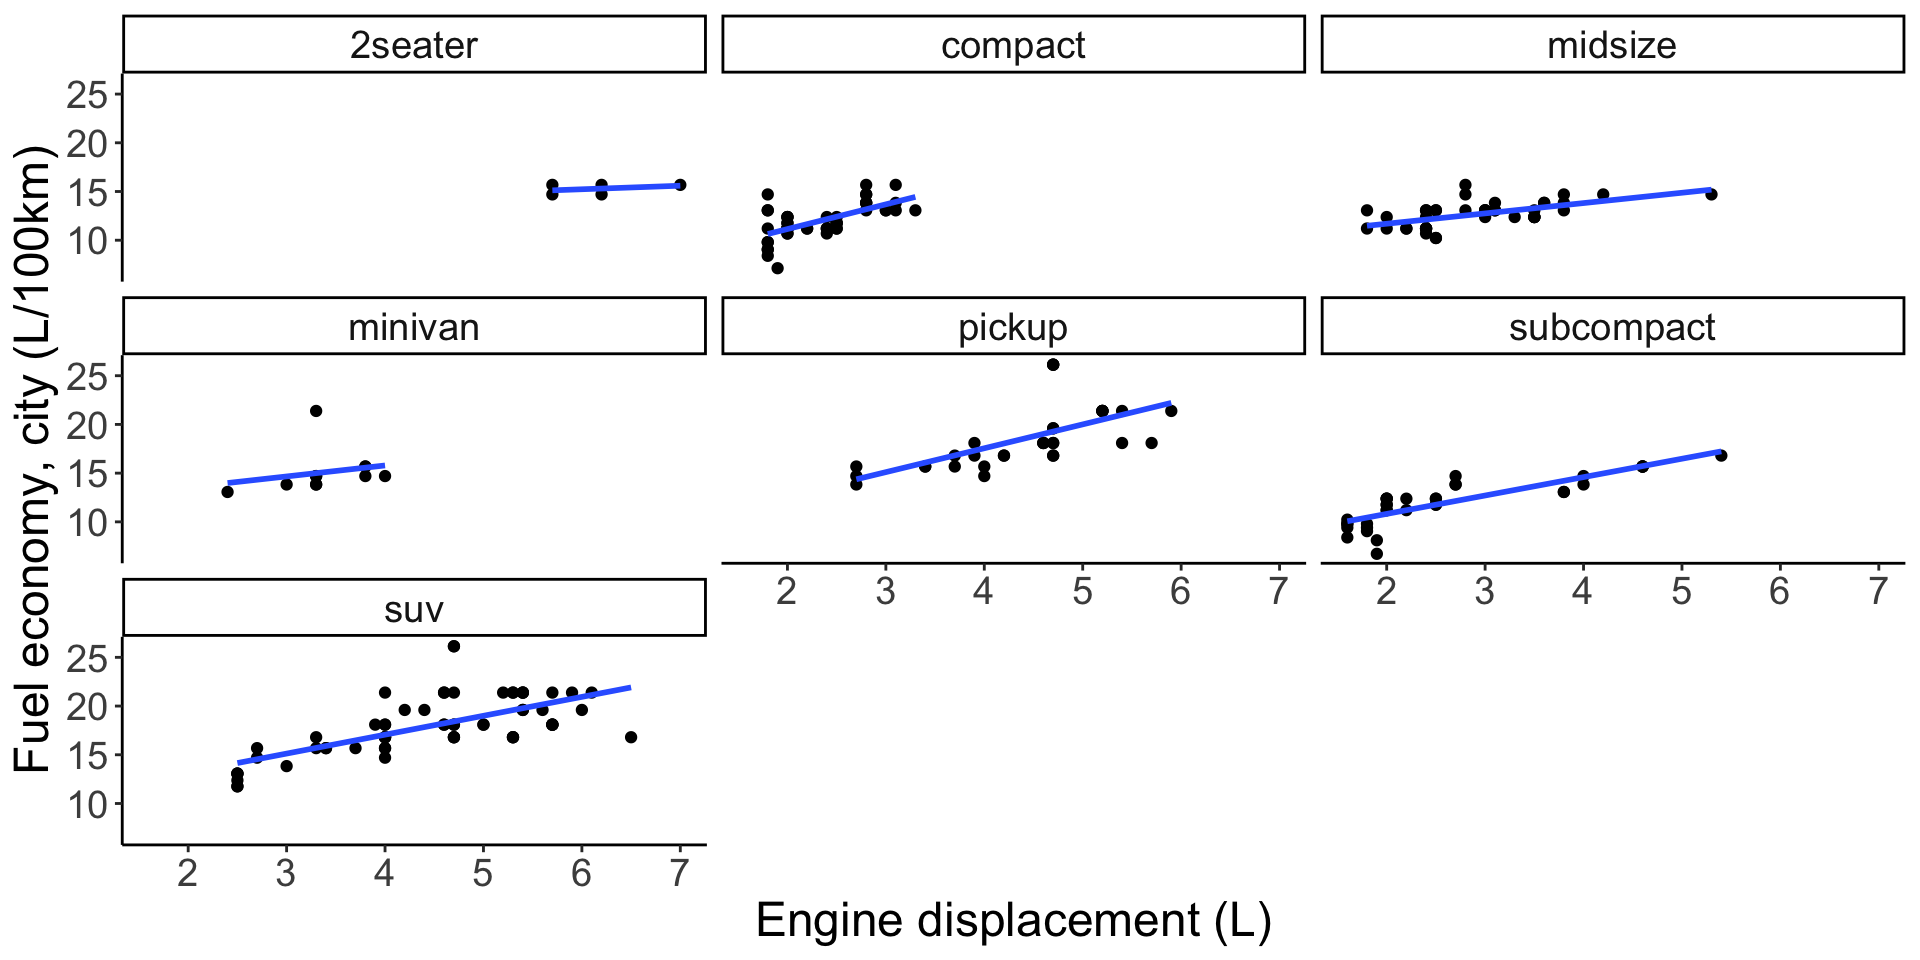 2seater compact midsize
25
20
15
10
minivan pickup subcompact
25
20
15
10
2 3 4 5 6 7 2 3 4 5 6 7
suv
25
20
15
10
2 3 4 5 6 7
Engine displacement (L)
Fuel economy, city (L/100km)